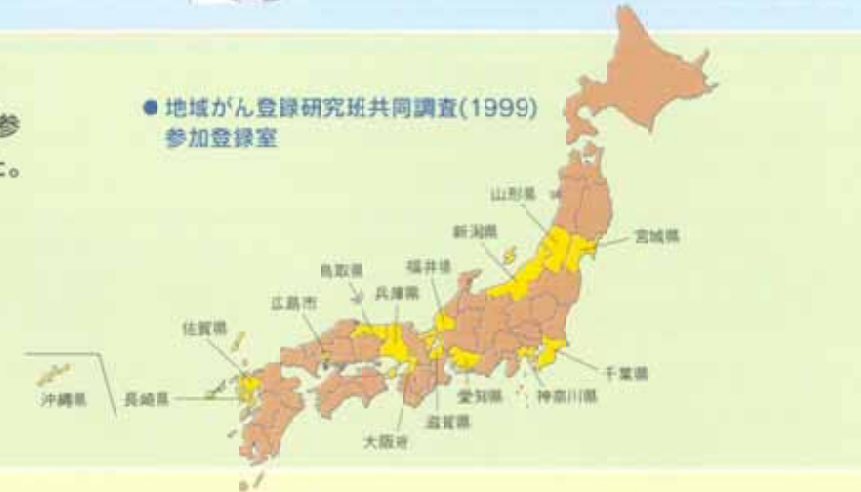 参
た。
● 地域がん登録研究班共同調査(1999)
参加登録室
山形県
新潟県
宮城県
鳥取県
福井県
広島市
兵庫県
佐賀県
千葉県
沖縄県
長崎県
愛知県
神奈川県
滋賀県
大阪府